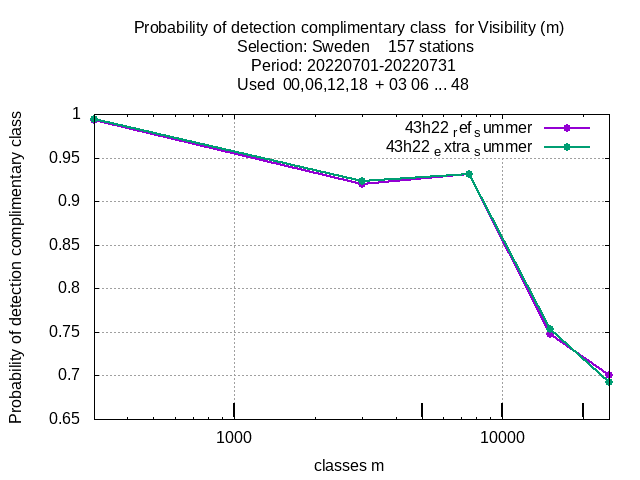 Probability of detection complimentary class  for Visibility (m)
Selection: Sweden    157 stations
Period: 20220701-20220731
Used  00,06,12,18  + 03 06 ... 48
Probability of detection complimentary class
1
0.95
0.9
0.85
0.8
0.75
0.7
0.65
43h22 ref summer
43h22 extra summer
1000
10000
classes m